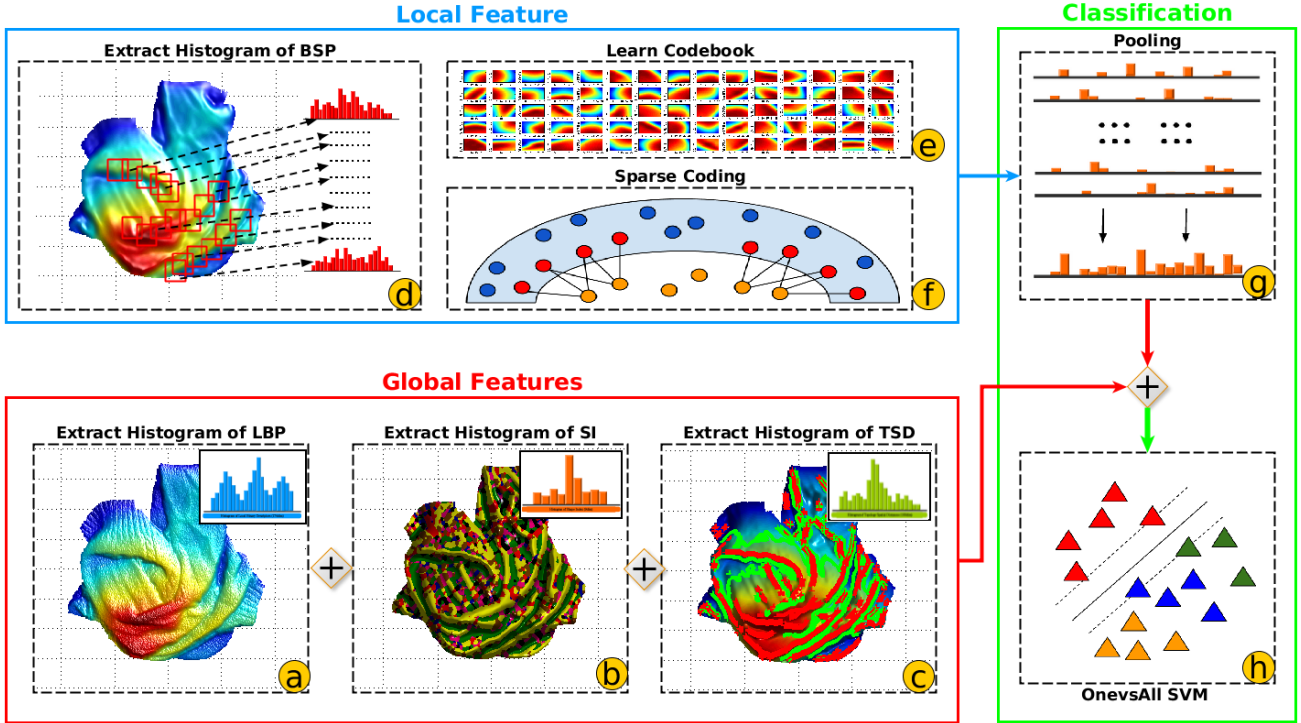 Local Feature
Classification
Extract Histogram of BSP
Learn Codebook
Pooling
e
Sparse Coding
d
f
g
Global Features
Extract Histogram of LBP
Extract Histogram of SI
Extract Histogram of TSD
a
b
c
h
OnevsAll SVM